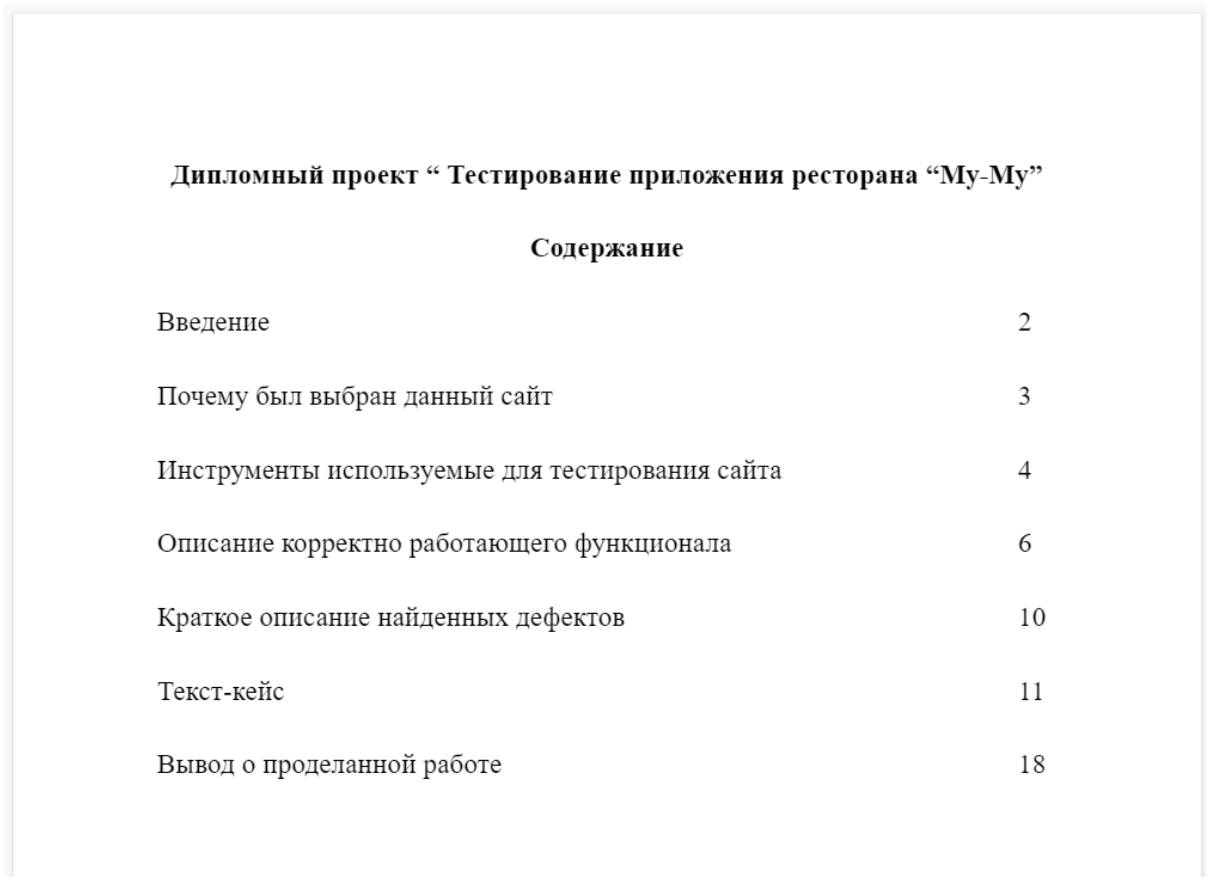 Дипломный проект “ Тестирование приложения ресторана “Му-Му”
Содержание
Введение 2
Почему был выбран данный сайт 3
Инструменты используемые для тестирования сайта 4
Описание корректно работающего функционала 6
Краткое описание найденных дефектов 10
Текст-кейс 11
Вывод о проделанной работе 18